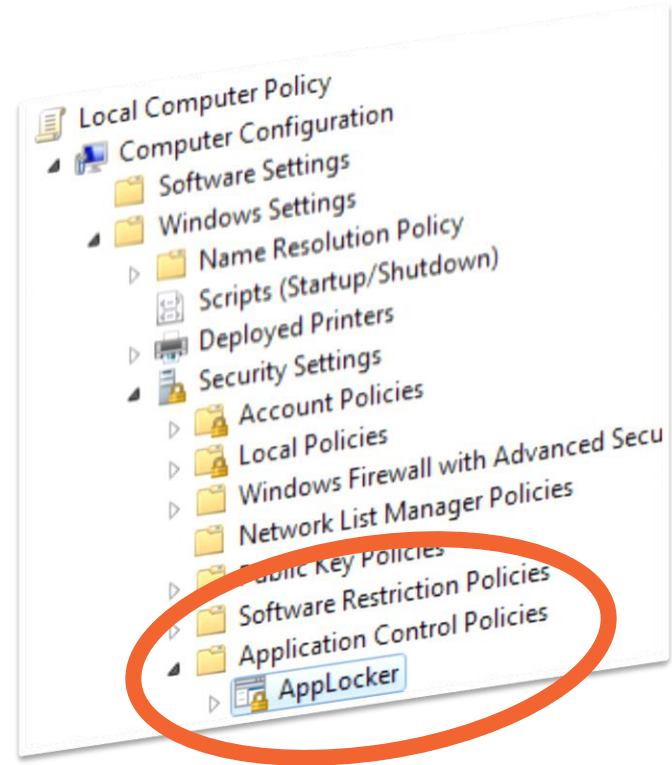 Local Computer Policy
Computer Configuration
Software Settings
Windows Settings
Name Resolution Policy
Scripts (Startup/Shutdown)
Deployed Printers
Security Settings
Account Policies
Local Policies
Windows Firewall with Advanced Secu
Network List Manager Policies
Public Key Policies
Software Restriction Policies
Application Control Policies
AppLocker